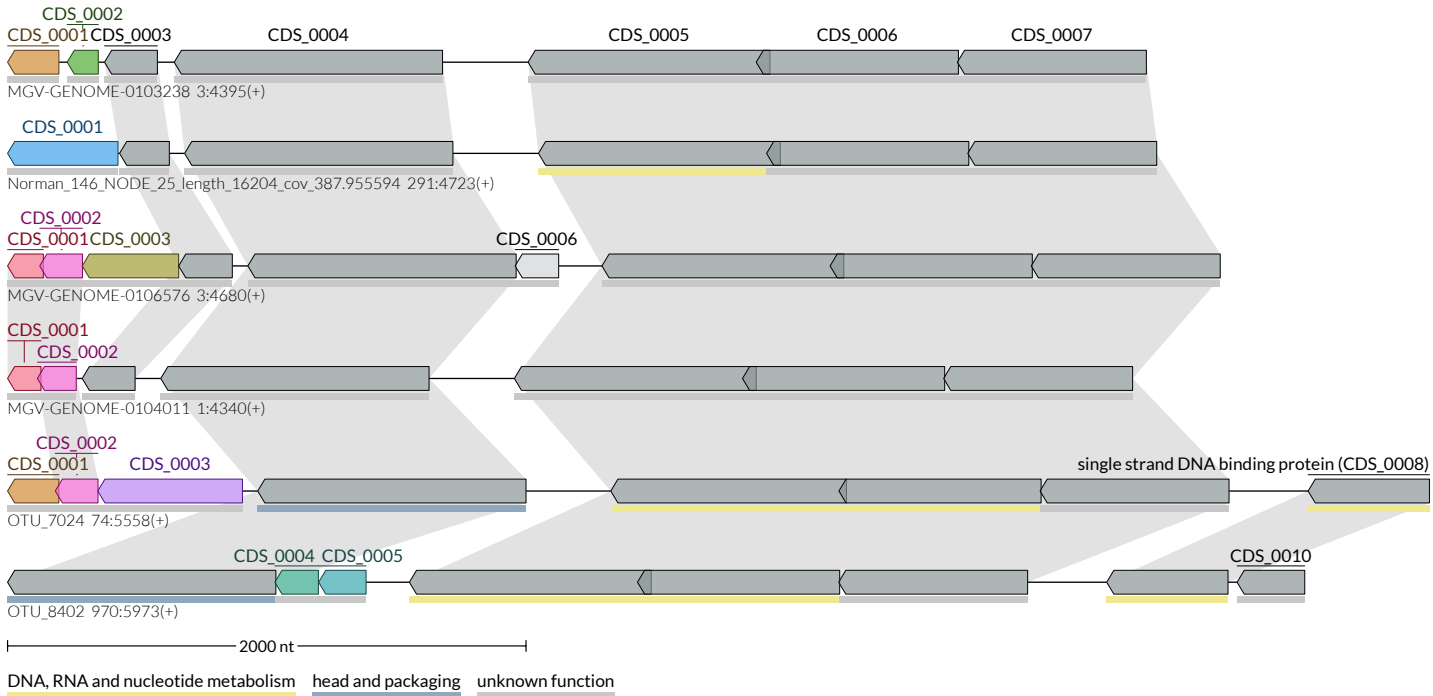 CDS_0002
CDS_0001 CDS_0003 CDS_0004 CDS_0005 CDS_0006 CDS_0007
MGV-GENOME-0103238 3:4395(+)
CDS_0001
Norman_146_NODE_25_length_16204_cov_387.955594 291:4723(+)
CDS_0002
CDS_0001 CDS_0003 CDS_0006
MGV-GENOME-0106576 3:4680(+)
CDS_0001
CDS_0002
MGV-GENOME-0104011 1:4340(+)
CDS_0002
CDS_0001 CDS_0003 single strand DNA binding protein (CDS_0008)
OTU_7024 74:5558(+)
CDS_0004 CDS_0005 CDS_0010
OTU_8402 970:5973(+)
2000 nt
DNA, RNA and nucleotide metabolism head and packaging unknown function